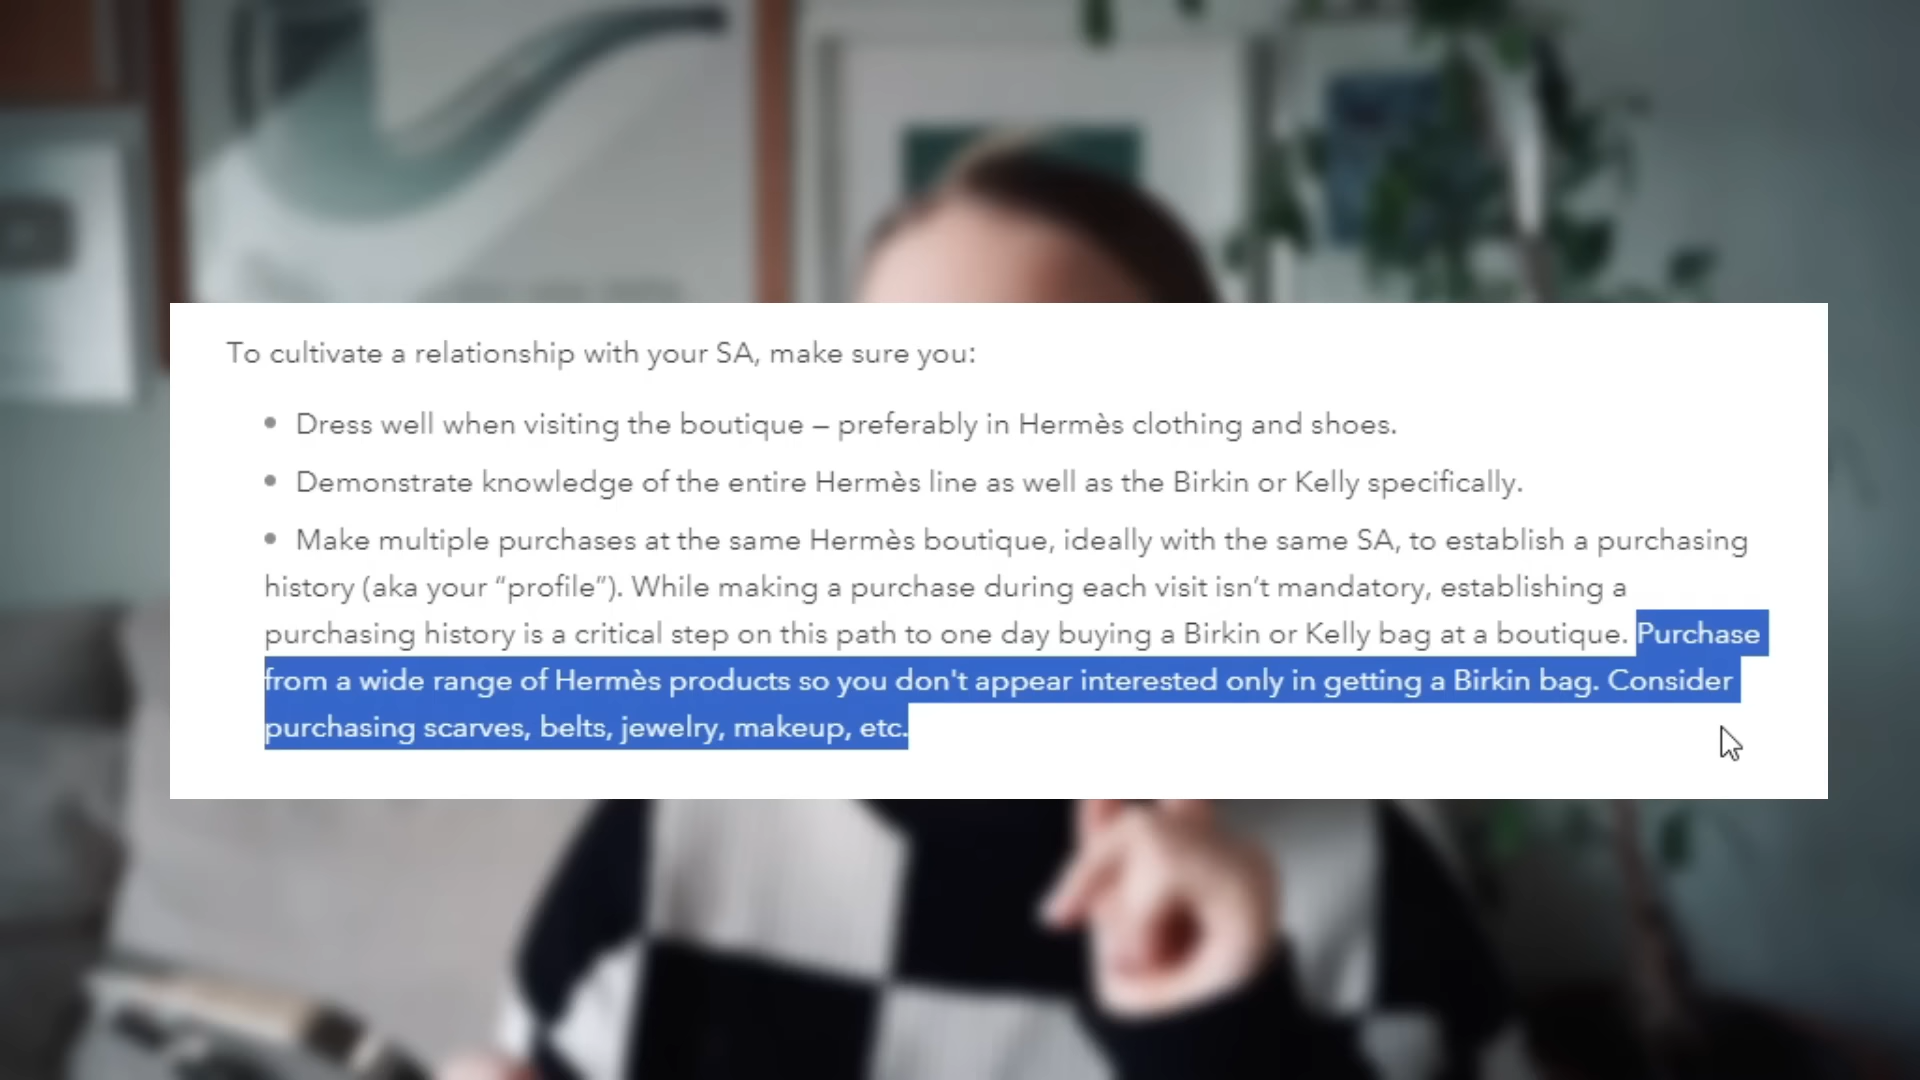 To cultivate a relationship with your SA, make sure you:
• Dress well when visiting the boutique – preferably in Hermès clothing and shoes.
• Demonstrate knowledge of the entire Hermès line as well as the Birkin or Kelly specifically.
• Make multiple purchases at the same Hermès boutique, ideally with the same SA, to establish a purchasing
history (aka your “profile”). While making a purchase during each visit isn’t mandatory, establishing a
purchasing history is a critical step on this path to one day buying a Birkin or Kelly bag at a boutique. Purchase
from a wide range of Hermès products so you don't appear interested only in getting a Birkin bag. Consider
purchasing scarves, belts, jewelry, makeup, etc.